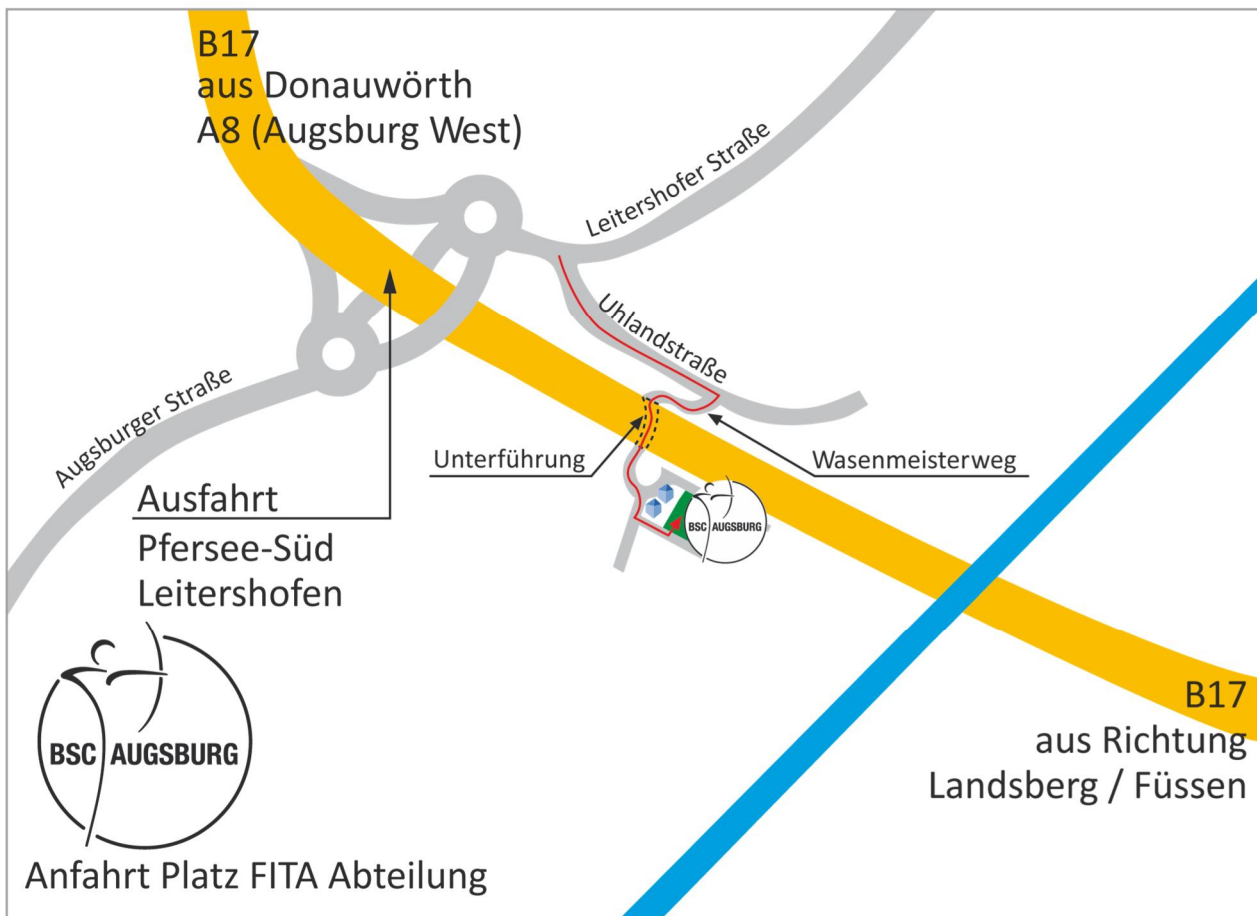 B17
aus Donauwörth
A8 (Augsburg West)
Leitershofer Straße
Uhlandstraße
Augsburger Straße
Unterführung
Wasenmeisterweg
Ausfahrt
Pfersee-Süd
Leitershofen
BSC AUGSBURG
B17
aus Richtung
Landsberg / Füssen
BSC AUGSBURG
Anfahrt Platz FITA Abteilung